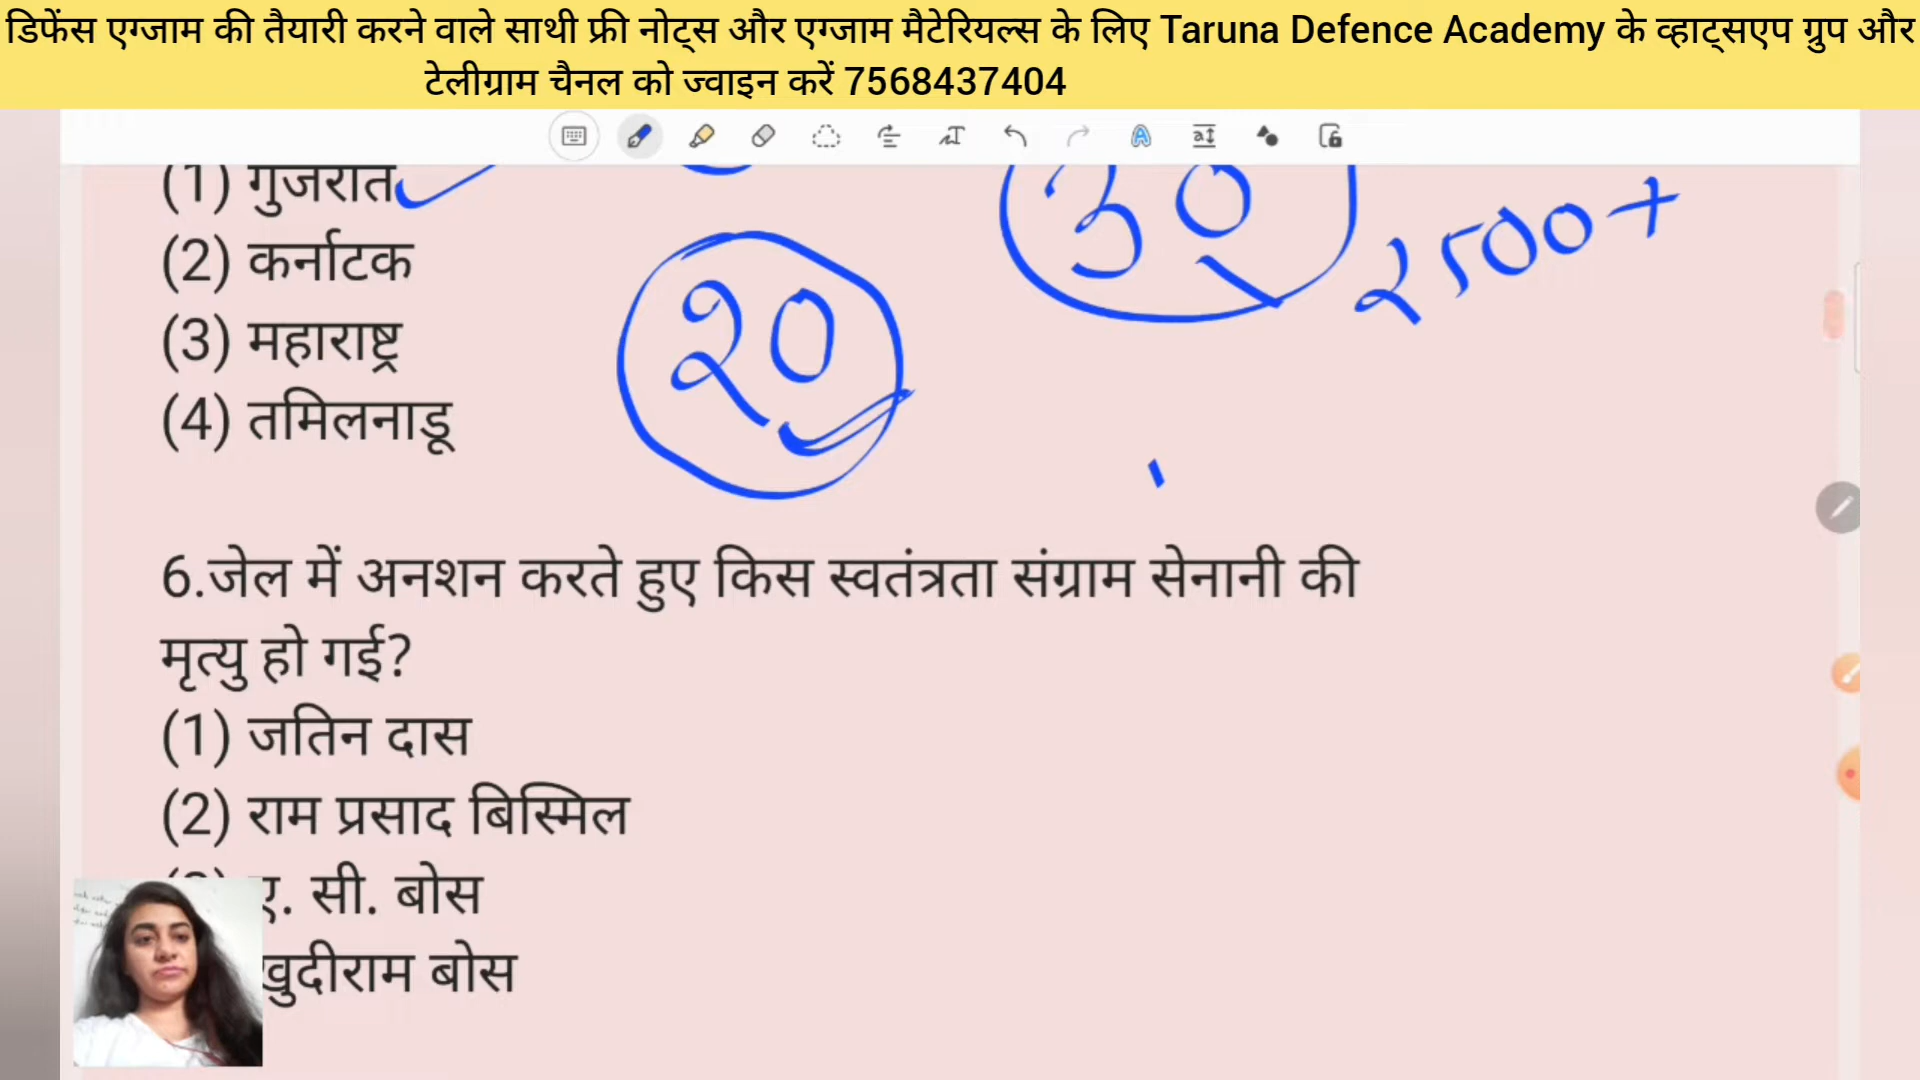 डिफेंस एग्जाम की तैयारी करने वाले साथी फ्री नोट्स और एग्जाम मैटेरियल्स के लिए Taruna Defence Academy के व्हाट्सएप ग्रुप और
टेलीग्राम चैनल को ज्वाइन करें 7568437404
(1) गुजरात
30
2500+
(2) कर्नाटक
20
(3) महाराष्ट्र
(4) तमिलनाडू
6.जेल में अनशन करते हुए किस स्वतंत्रता संग्राम सेनानी की
मृत्यु हो गई?
(1) जतिन दास
(2) राम प्रसाद बिस्मिल
ए. सी. बोस
खुदीराम बोस